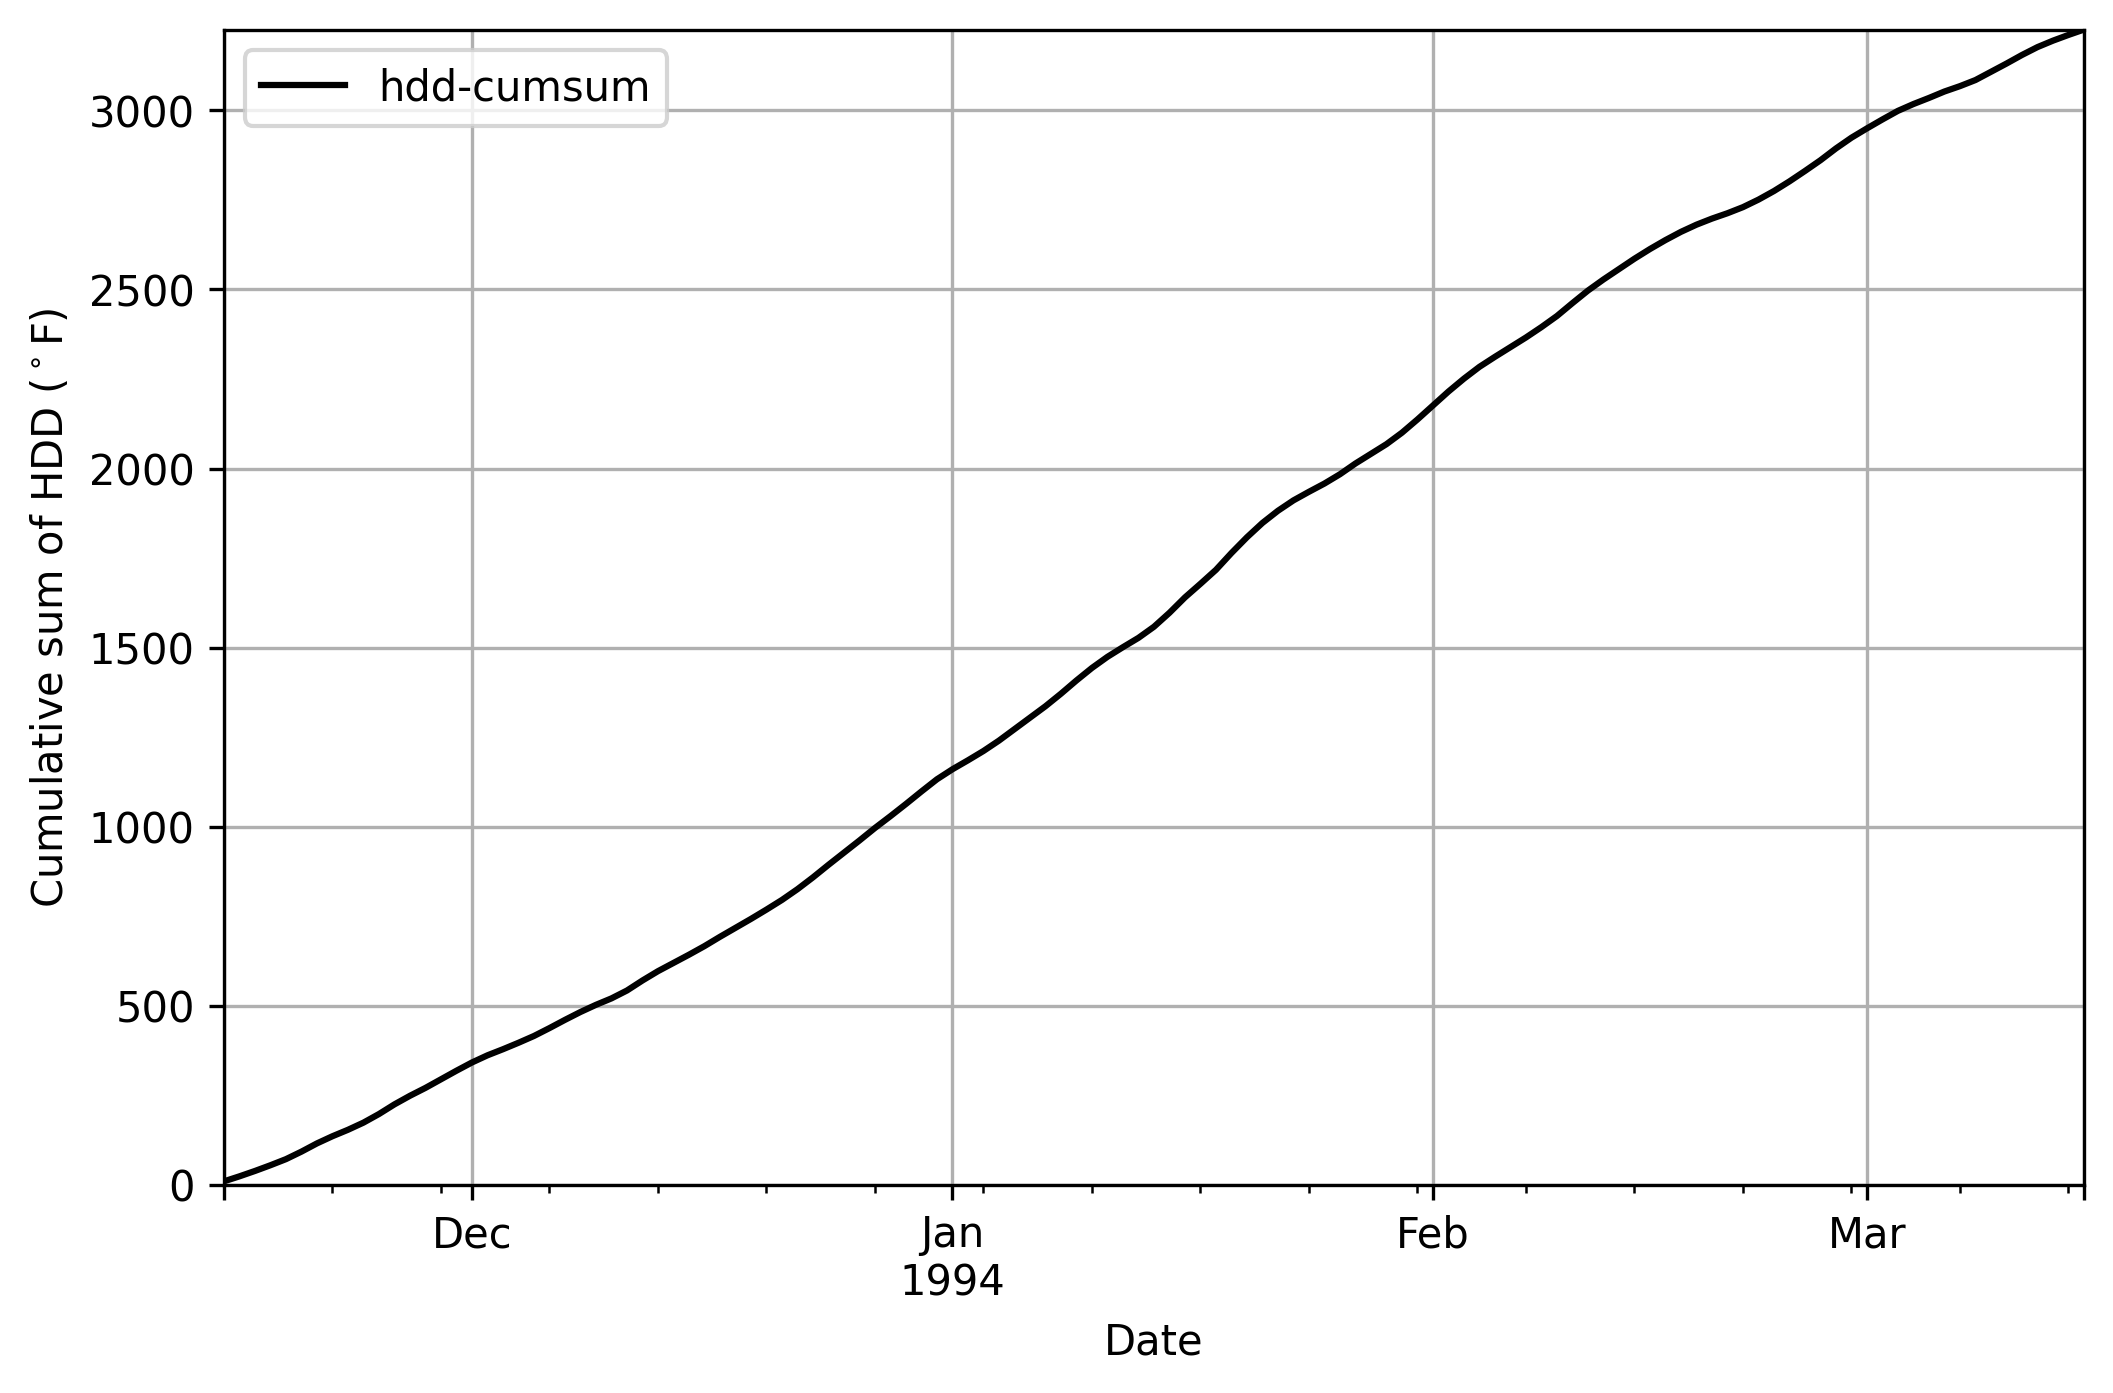 hdd-cumsum
3000
2500
2000
1500
1000
500
0
Cumulative sum of HDD (°F)
Dec
Jan
1994
Feb
Mar
Date